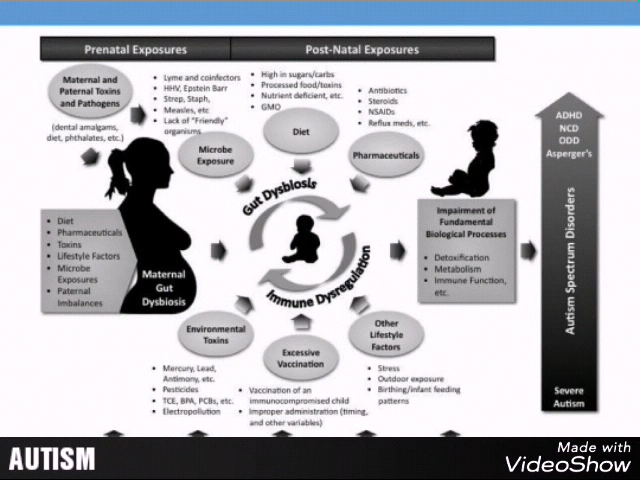 Prenatal Exposures
Post-Natal Exposures
Maternal and
Paternal Toxins
and Pathogens
(dental amalgams,
diet, phthalates, etc.)
• Lyme and coinfectors
• HHV, Epstein Barr
• Strep, Staph,
• Measles, etc
• Lack of "Friendly"
organisms
Microbe
Exposure
• High in sugars/carbs
• Processed food/toxins
• Nutrient deficient, etc.
• GMO
Diet
• Antibiotics
• Steroids
• NSAIDs
• Reflux meds, etc.
Pharmaceuticals
• Diet
• Pharmaceuticals
• Toxins
• Lifestyle Factors
• Microbe
Exposures
• Paternal
Imbalances
Maternal
Gut
Dysbiosis
Gut Dysbiosis
Immune Dysregulation
Impairment of
Fundamental
Biological Processes
• Detoxification
• Metabolism
• Immune Function,
etc.
ADHD
NCD
ODD
Asperger's
Autism Spectrum Disorders
Severe
Autism
Environmental
Toxins
• Mercury, Lead,
Antimony, etc.
• Pesticides
• TCE, BPA, PCBs, etc.
• Electropollution
Excessive
Vaccination
• Vaccination of an
immunocompromised child
• Improper administration (timing,
and other variables)
Other
Lifestyle
Factors
• Stress
• Outdoor exposure
• Birthing/infant feeding
patterns
AUTISM
Made with
VideoShow